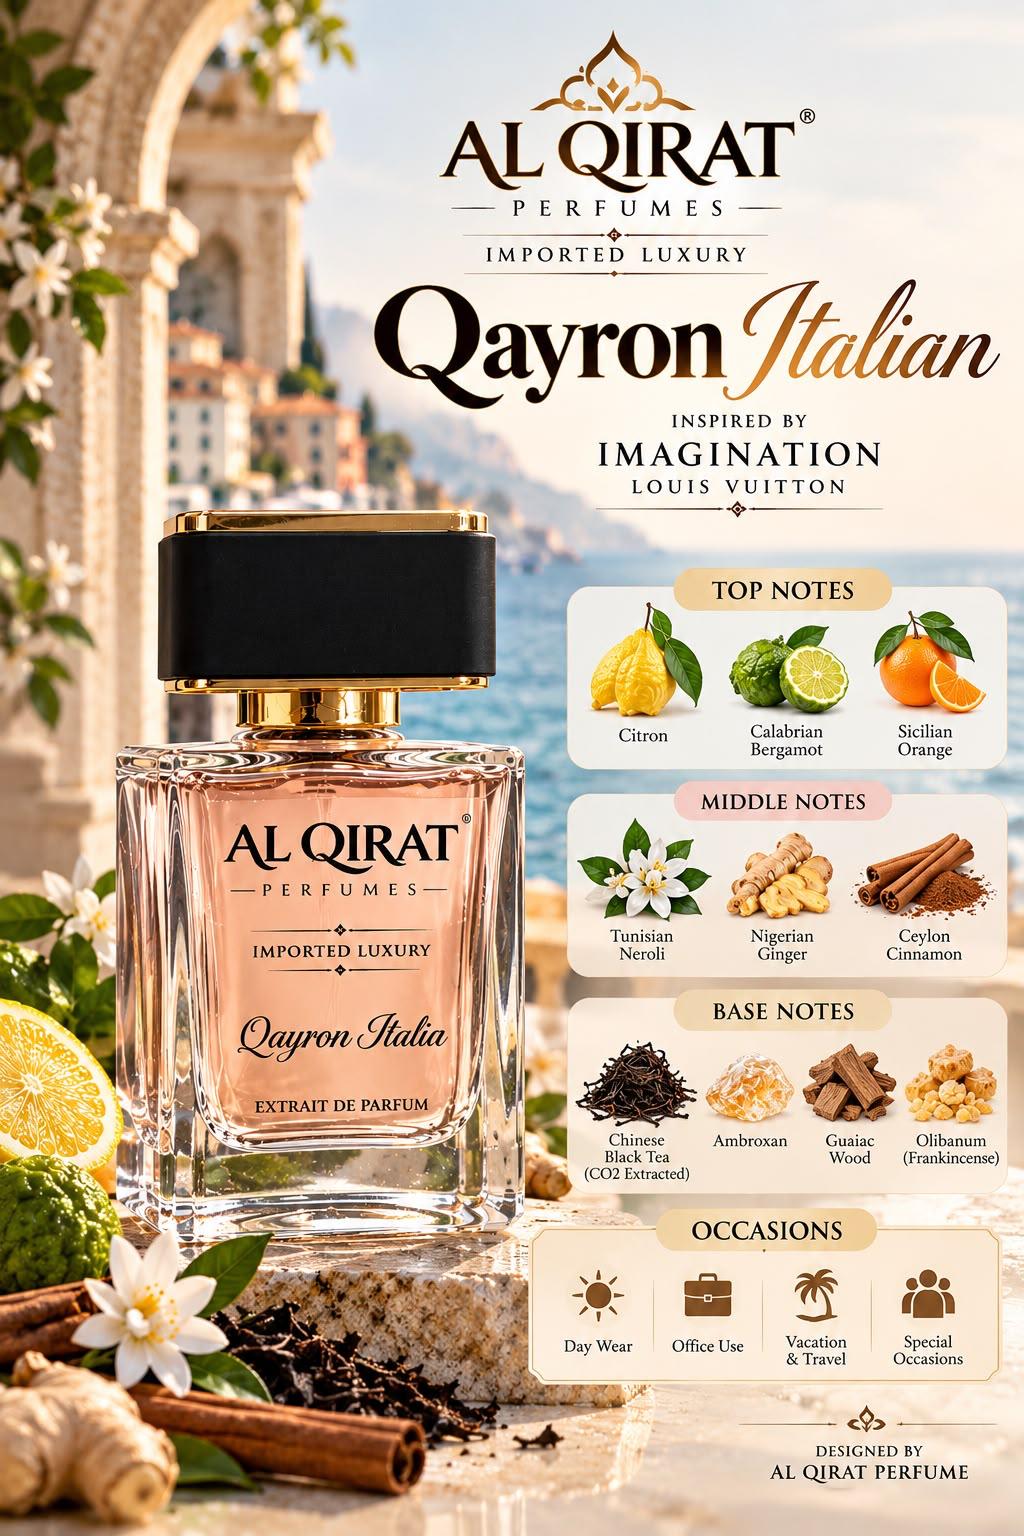 AL QIRAT®
PERFUMES
IMPORTED LUXURY
Qayron Italian
INSPIRED BY
IMAGINATION
LOUIS VUITTON
TOP NOTES
Citron
Calabrian
Bergamot
Sicilian
Orange
MIDDLE NOTES
Tunisian
Neroli
Nigerian
Ginger
Ceylon
Cinnamon
BASE NOTES
Chinese
Black Tea
(CO2 Extracted)
Ambroxan
Guaiac
Wood
Olibanum
(Frankincense)
OCCASIONS
Day Wear
Office Use
Vacation
& Travel
Special
Occasions
DESIGNED BY
AL QIRAT PERFUME
AL QIRAT®
PERFUMES
IMPORTED LUXURY
Qayron Italia
EXTRAIT DE PARFUM